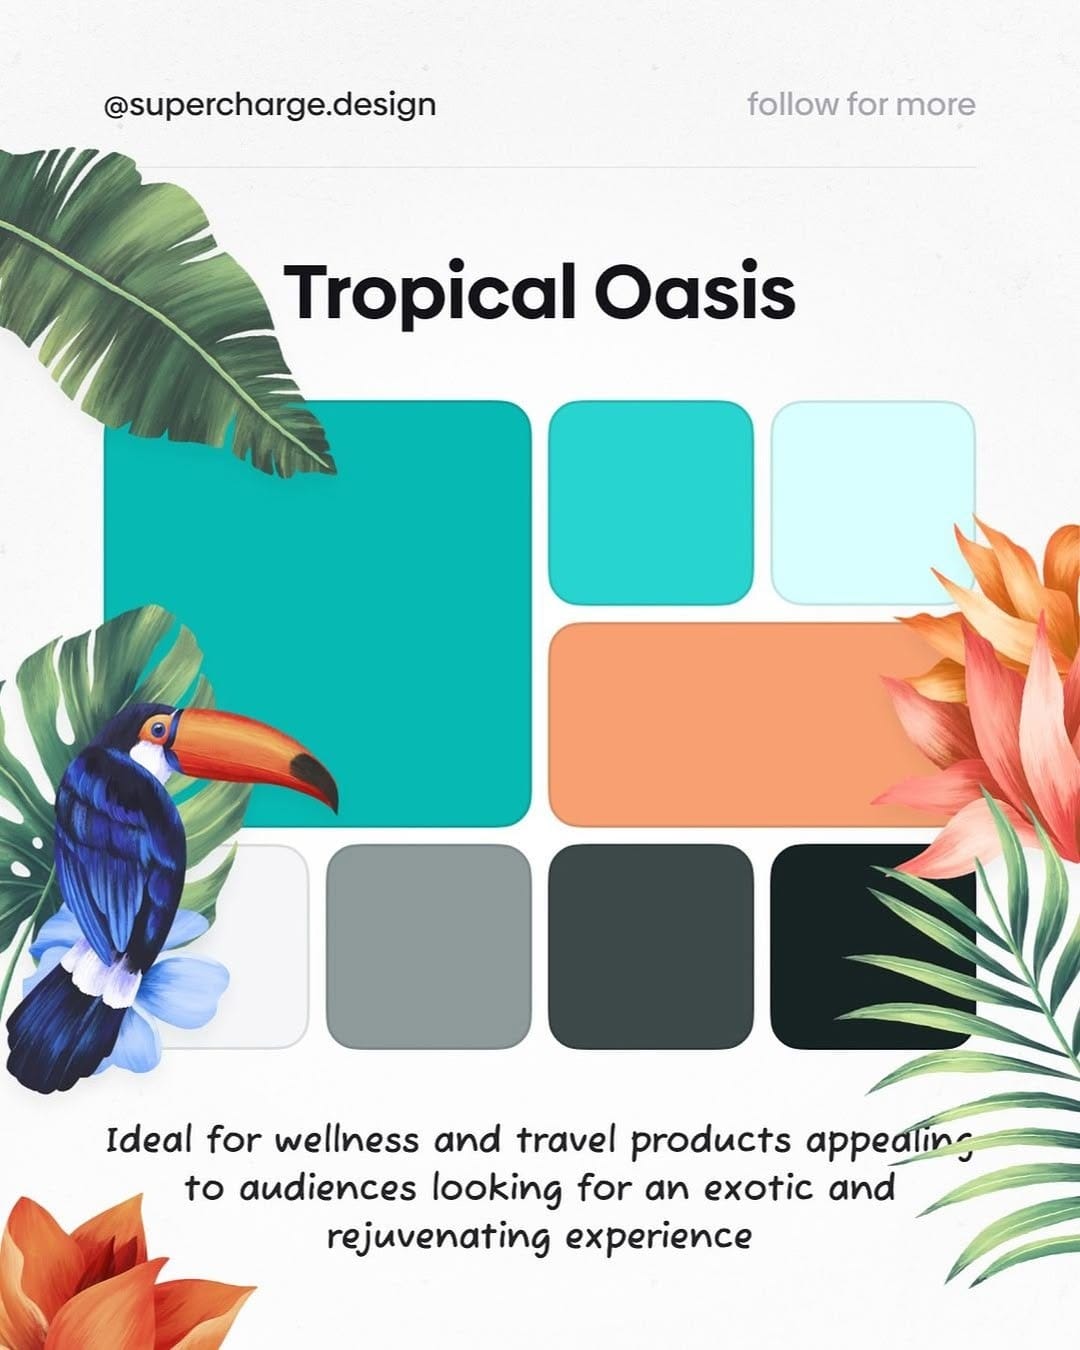 @supercharge.design
follow for more
Tropical Oasis
Ideal for wellness and travel products appealing
to audiences looking for an exotic and
rejuvenating experience